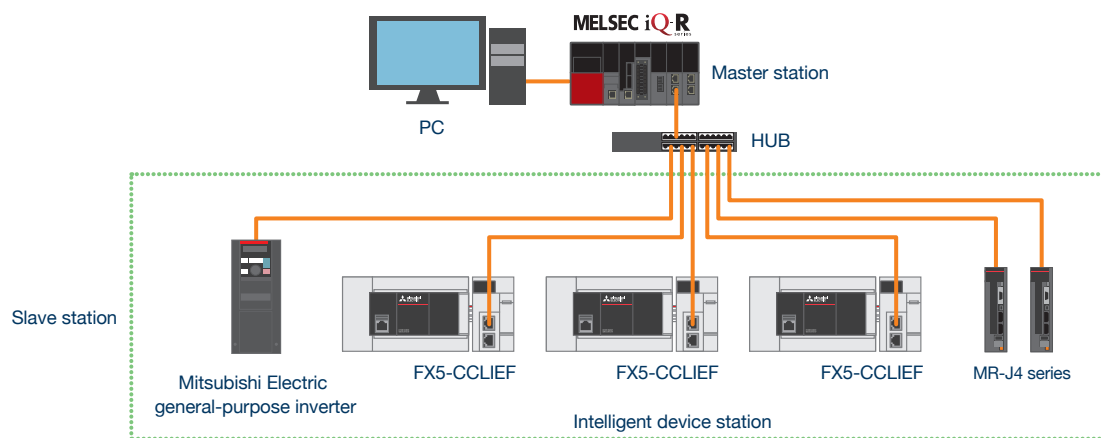 MELSEC iQ-R
series
Master station
PC
HUB
Slave station
FX5-CCLIEF
FX5-CCLIEF
FX5-CCLIEF
MR-J4 series
Mitsubishi Electric
general-purpose inverter
Intelligent device station